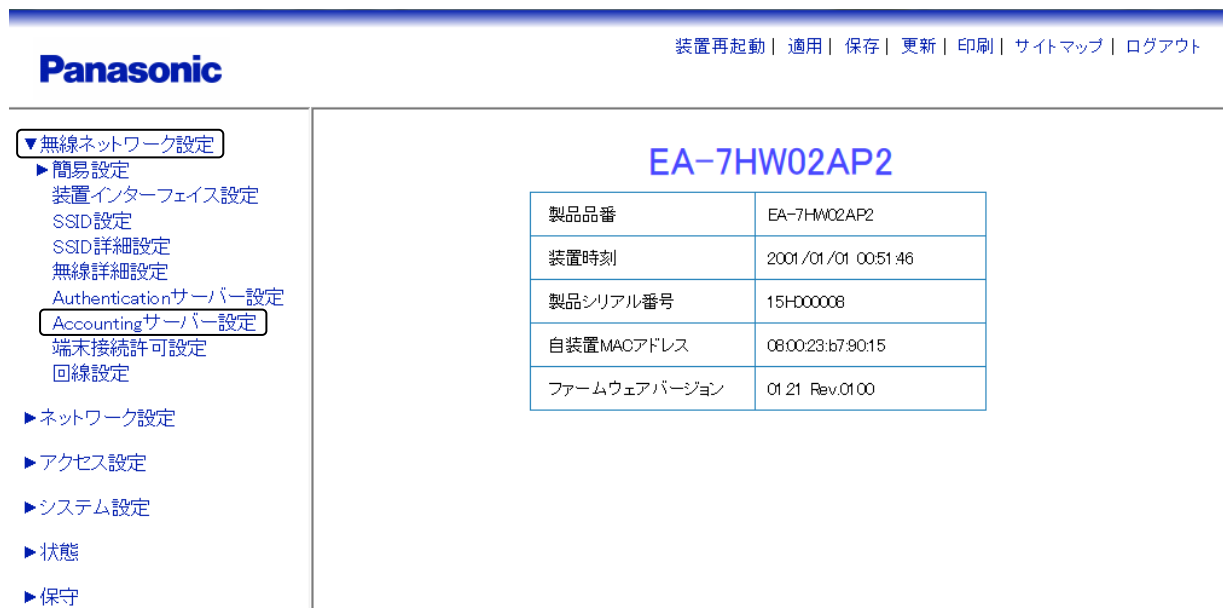 Panasonic
装置再起動| 適用| 保存| 更新| 印刷| サイトマップ| ログアウト
▼無線ネットワーク設定
▶簡易設定
装置インターフェイス設定
SSID設定
SSID詳細設定
無線詳細設定
Authenticationサーバー設定
Accountingサーバー設定
端末接続許可設定
回線設定
▶ネットワーク設定
▶アクセス設定
▶システム設定
▶状態
▶保守
EA-7HW02AP2
製品品番 EA-7HW02AP2
装置時刻 2001/01/01 00:51:46
製品シリアル番号 15H000008
自装置MACアドレス 08:00:23:b7:90:15
ファームウェアバージョン 01.21 Rev.0100